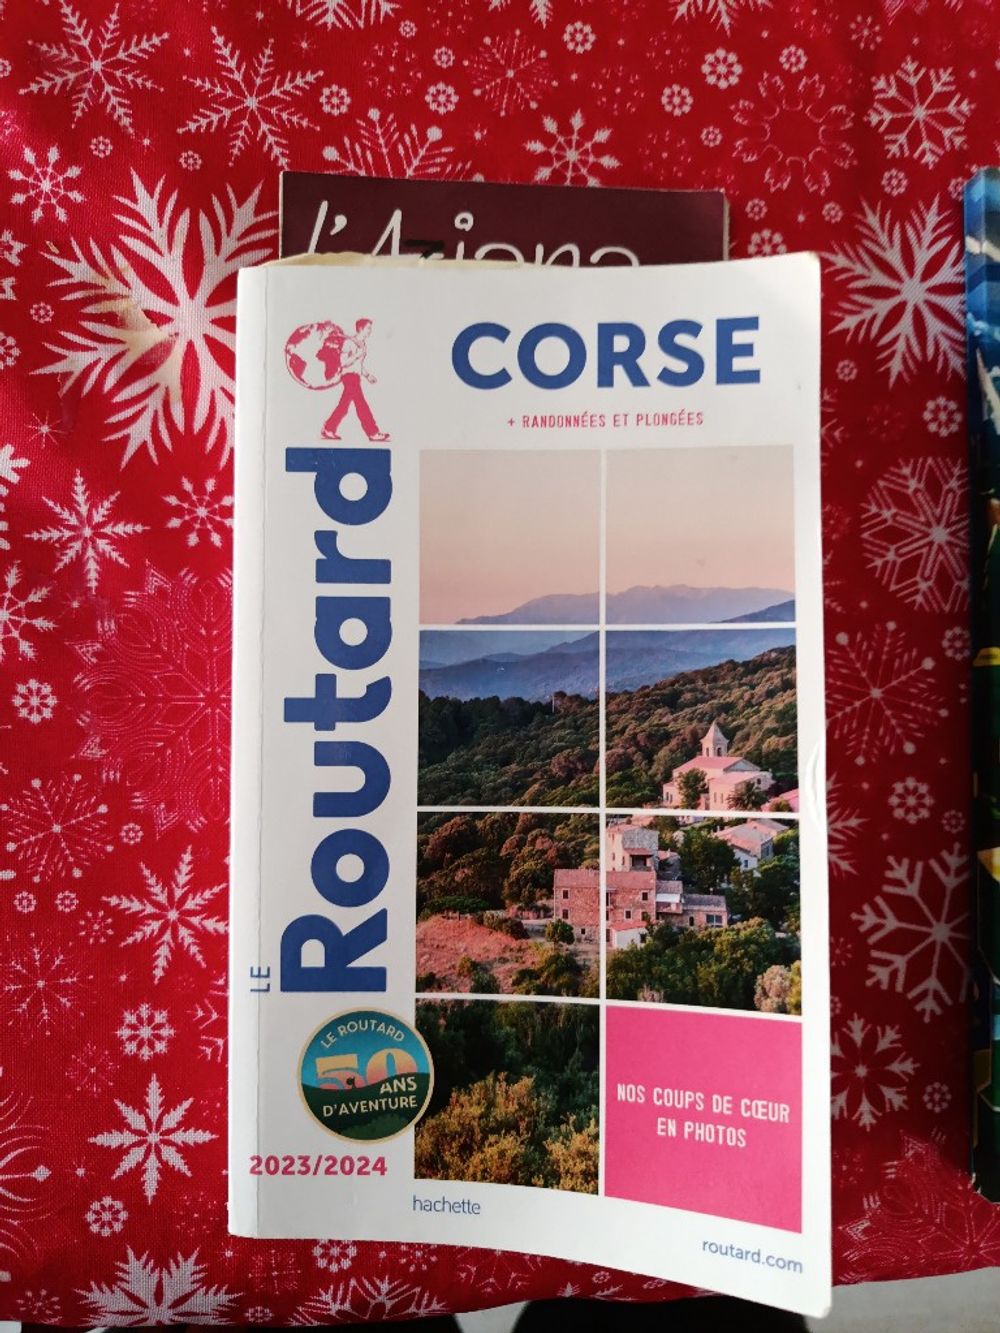 l'Aziana
CORSE
+ RANDONNÉES ET PLONGÉES
LE Routard
LE ROUTARD
50
ANS
D'AVENTURE
2023/2024
NOS COUPS DE CŒUR
EN PHOTOS
hachette
routard.com